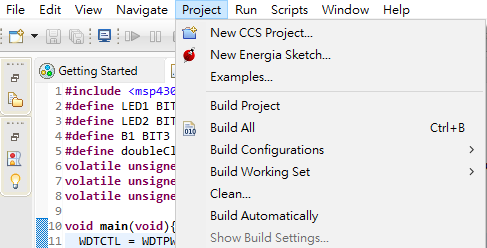 File Edit View Navigate Project Run Scripts Window Help
New CCS Project...
New Energia Sketch...
Examples...
Build Project
Build All Ctrl+B
Build Configurations
Build Working Set
Clean...
Build Automatically
Show Build Settings...
Getting Started
1 #include <msp430
2 #define LED1 BIT
3 #define LED2 BIT
4 #define B1 BIT3
5 #define doubleCl
6 volatile unsigne
7 volatile unsigne
8 volatile unsigne
9
10 void main(void){
11 WDTCTL = WDTPW